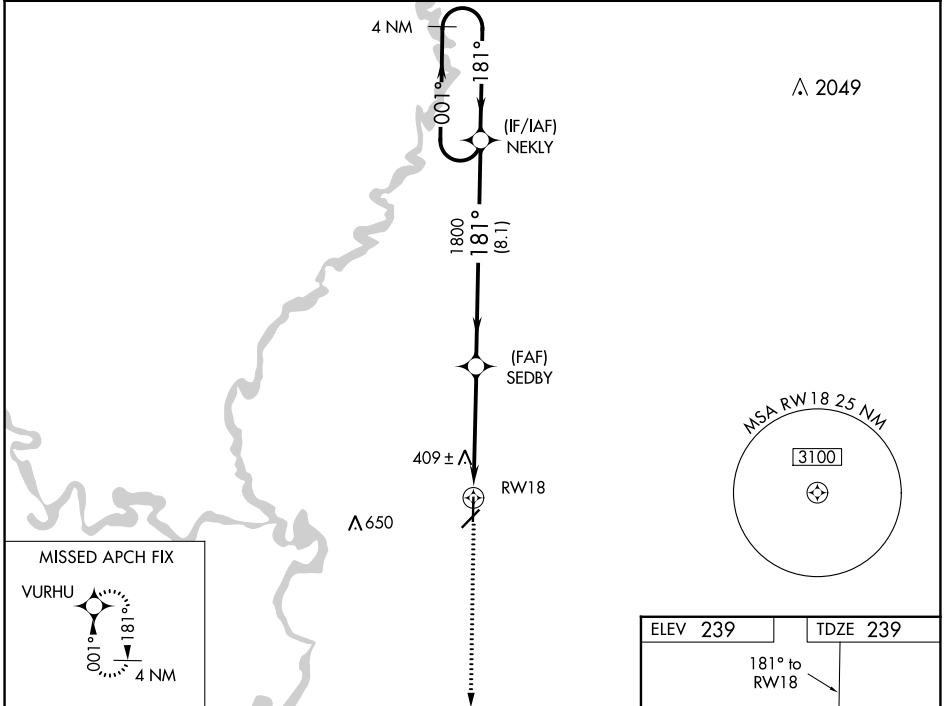 4 NM
001°
181°
2049
(IF/IAF)
NEKLY
1800
181°
(8.1)
(FAF)
SEDBY
409 ±
RW18
650
MSA RW18 25 NM
3100
MISSED APCH FIX
VURHU
001°
181°
4 NM
ELEV 239
TDZE 239
181° to
RW18